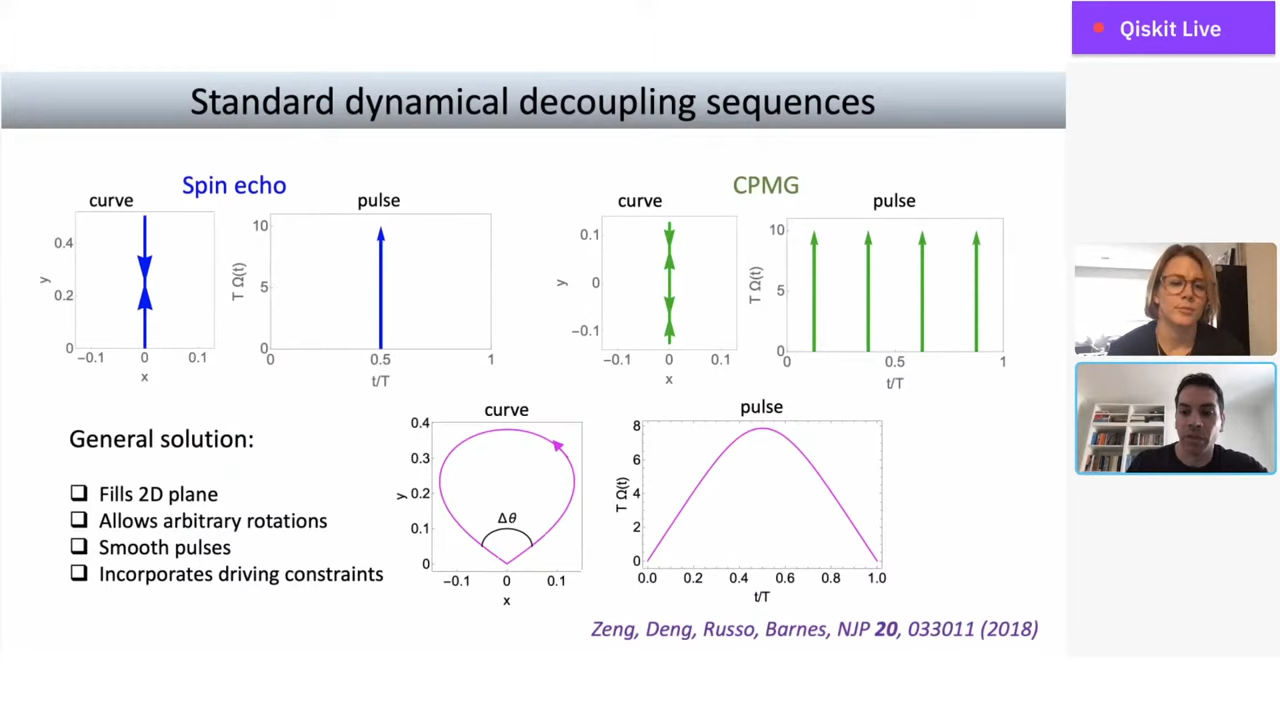 Qiskit Live
Standard dynamical decoupling sequences
Spin echo
curve
0.4
0.2
0
y
−0.1
0
0.1
x
pulse
10
5
0
T Ω(t)
0
0.5
1
t/T
CPMG
curve
0.1
0
−0.1
y
−0.1
0
0.1
x
pulse
10
5
0
T Ω(t)
0
0.5
1
t/T
General solution:
Fills 2D plane
Allows arbitrary rotations
Smooth pulses
Incorporates driving constraints
curve
0.4
0.3
0.2
0.1
0
y
Δθ
−0.1
0
0.1
x
pulse
8
6
4
2
0
T Ω(t)
0.0
0.2
0.4
0.6
0.8
1.0
t/T
Zeng, Deng, Russo, Barnes, NJP 20, 033011 (2018)